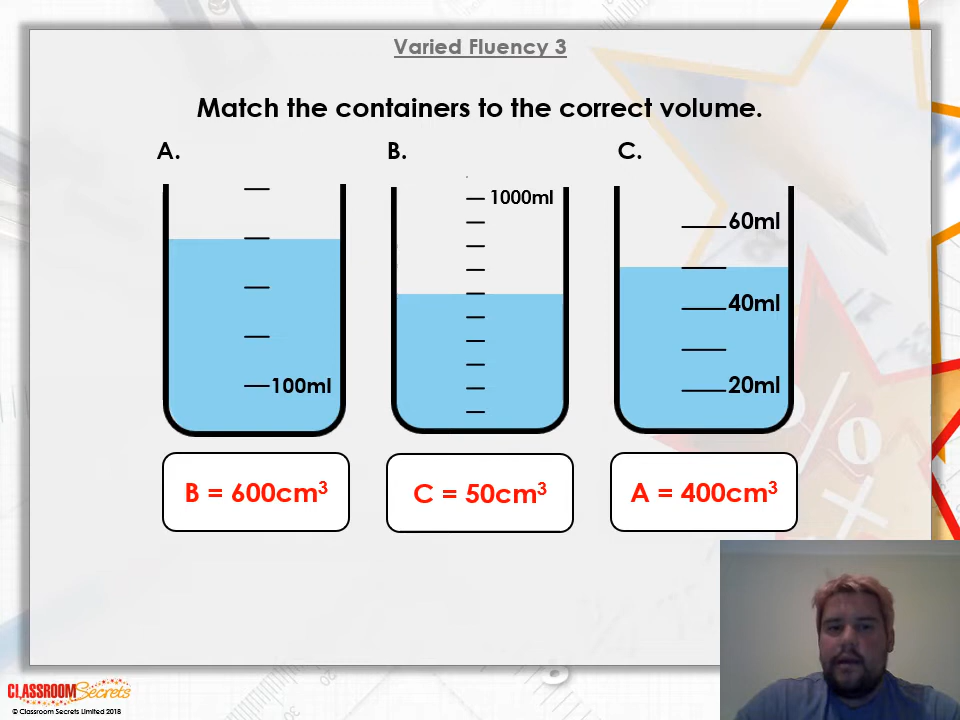 Varied Fluency 3
Match the containers to the correct volume.
A.
B.
C.
100ml
1000ml
60ml
40ml
20ml
B = 600cm³
C = 50cm³
A = 400cm³
CLASSROOM Secrets
© Classroom Secrets Limited 2018